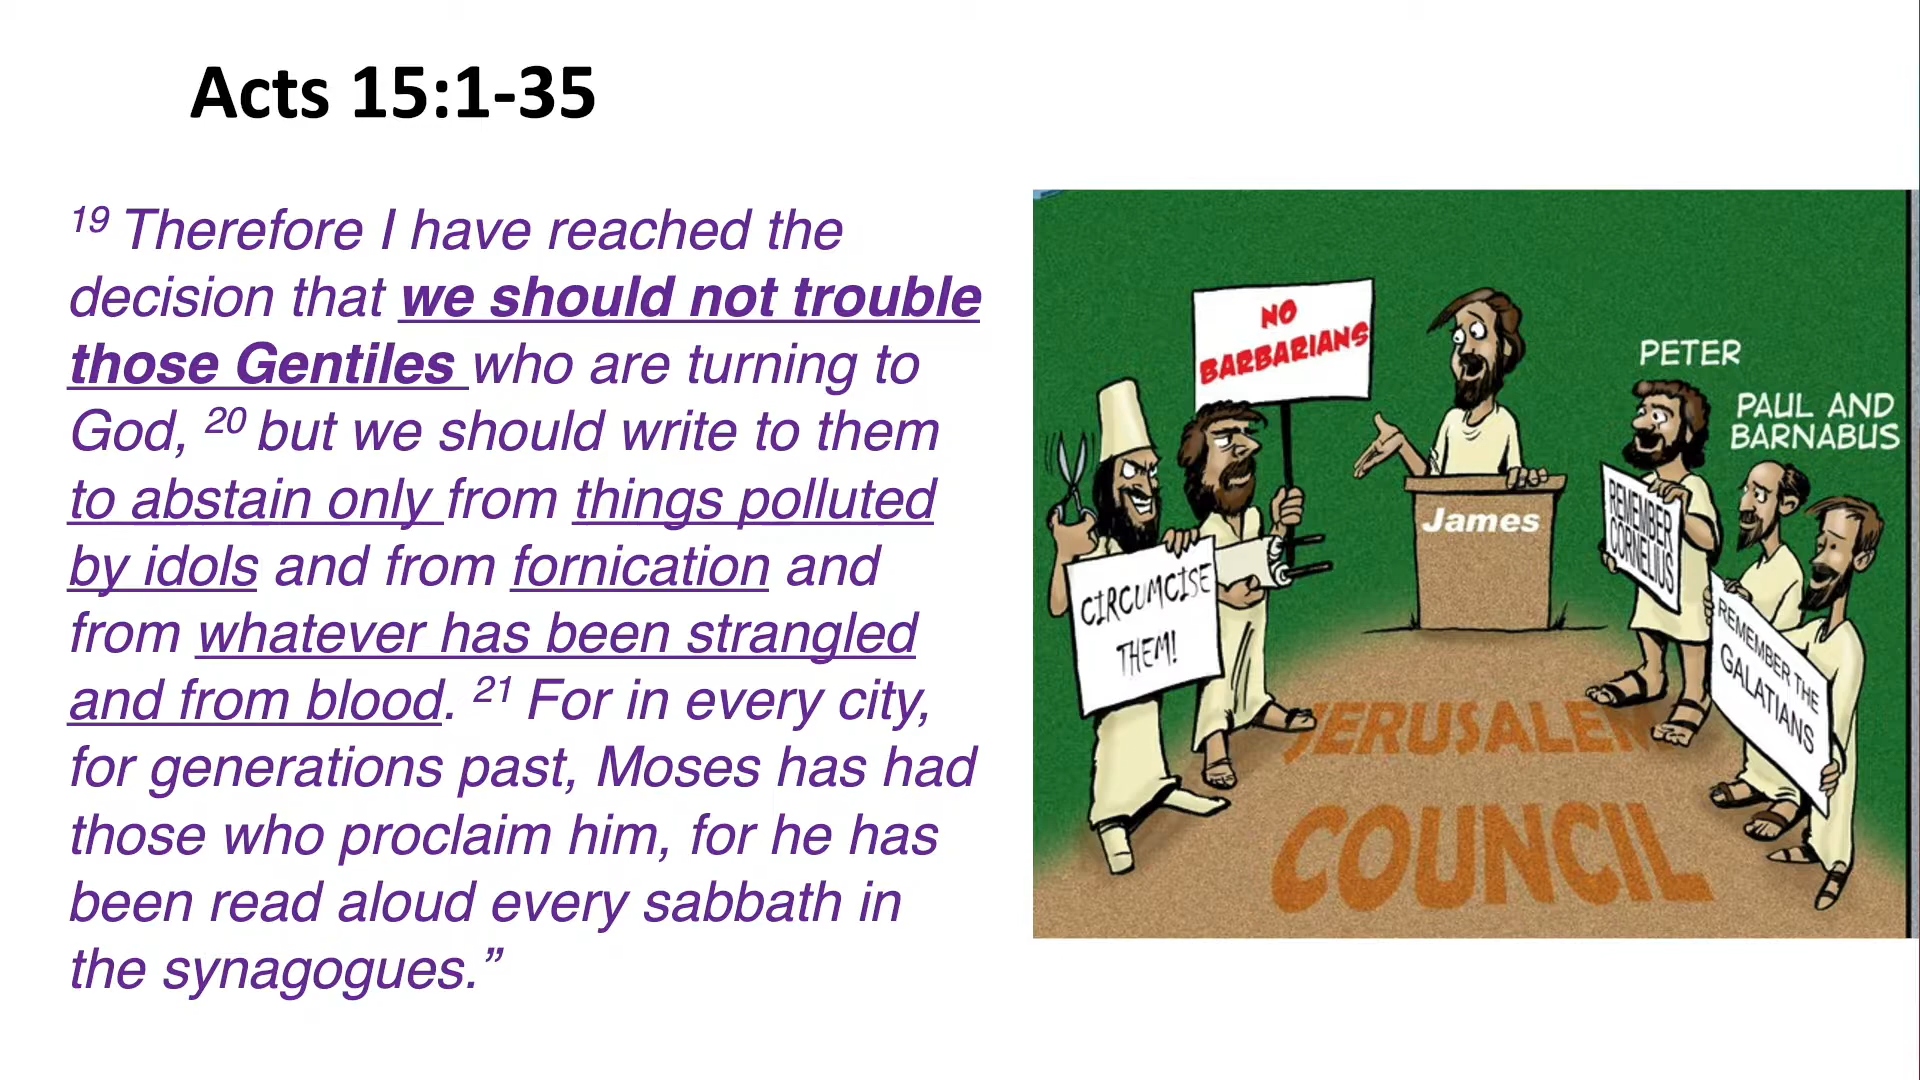 Acts 15:1-35
19 Therefore I have reached the
decision that we should not trouble
those Gentiles who are turning to
God, 20 but we should write to them
to abstain only from things polluted
by idols and from fornication and
from whatever has been strangled
and from blood. 21 For in every city,
for generations past, Moses has had
those who proclaim him, for he has
been read aloud every sabbath in
the synagogues.”
NO
BARBARIANS
PETER
PAUL AND
BARNABUS
James
REMEMBER
CORNELIUS
CIRCUMCISE
THEM!
REMEMBER THE
GALATIANS
JERUSALEM
COUNCIL